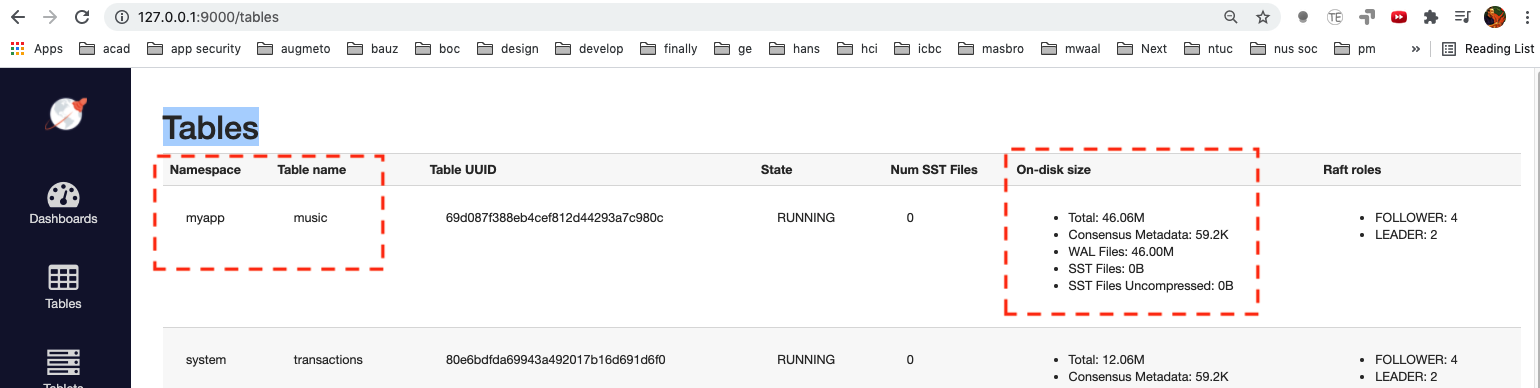 127.0.0.1:9000/tables
TE
Apps acad app security augmeto bauz boc design develop finally ge hans hci icbc masbro mwaal Next ntuc nus soc pm » Reading List
Tables
Namespace Table name Table UUID State Num SST Files On-disk size Raft roles
myapp music 69d087f388eb4cef812d44293a7c980c RUNNING 0
• Total: 46.06M
• Consensus Metadata: 59.2K
• WAL Files: 46.00M
• SST Files: 0B
• SST Files Uncompressed: 0B
• FOLLOWER: 4
• LEADER: 2
system transactions 80e6bdfda69943a492017b16d691d6f0 RUNNING 0
• Total: 12.06M
• Consensus Metadata: 59.2K
• FOLLOWER: 4
• LEADER: 2
Dashboards
Tables
Tablets